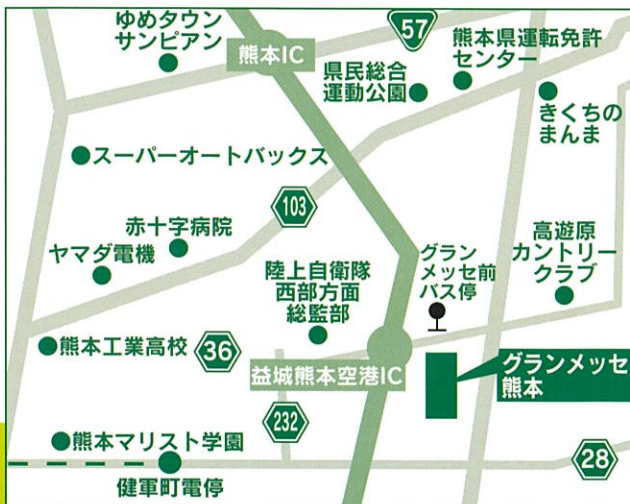 ゆめタウン
サンピアン
熊本IC
57
熊本県運転免許
センター
県民総合
運動公園
きくちの
まんま
スーパーオートバックス
103
赤十字病院
ヤマダ電機
高遊原
カントリー
クラブ
グラン
メッセ前
バス停
陸上自衛隊
西部方面
総監部
熊本工業高校
36
益城熊本空港IC
グランメッセ
熊本
232
熊本マリスト学園
28
健軍町電停